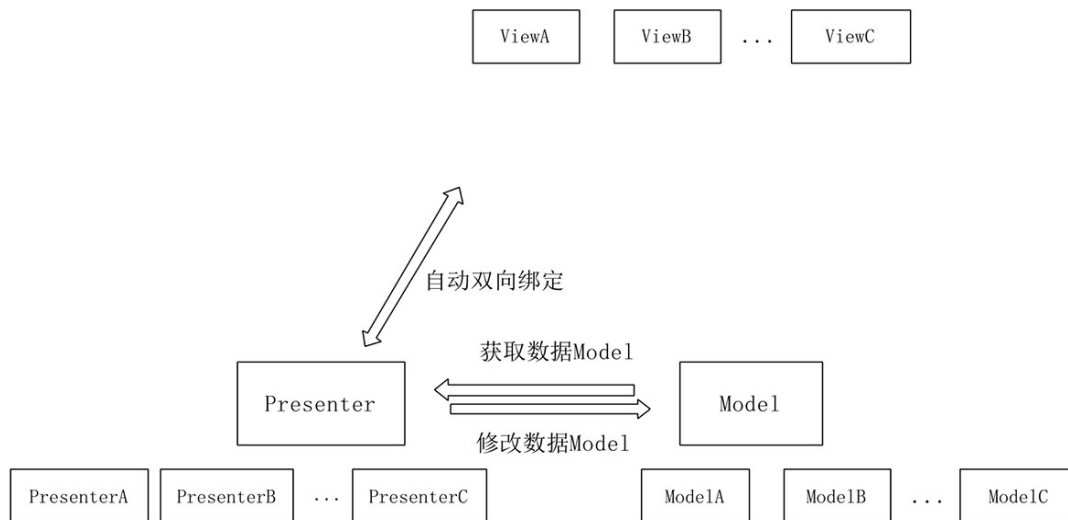 ViewA ViewB ... ViewC
自动双向绑定
获取数据Model
Presenter Model
修改数据Model
PresenterA PresenterB ... PresenterC ModelA ModelB ... ModelC